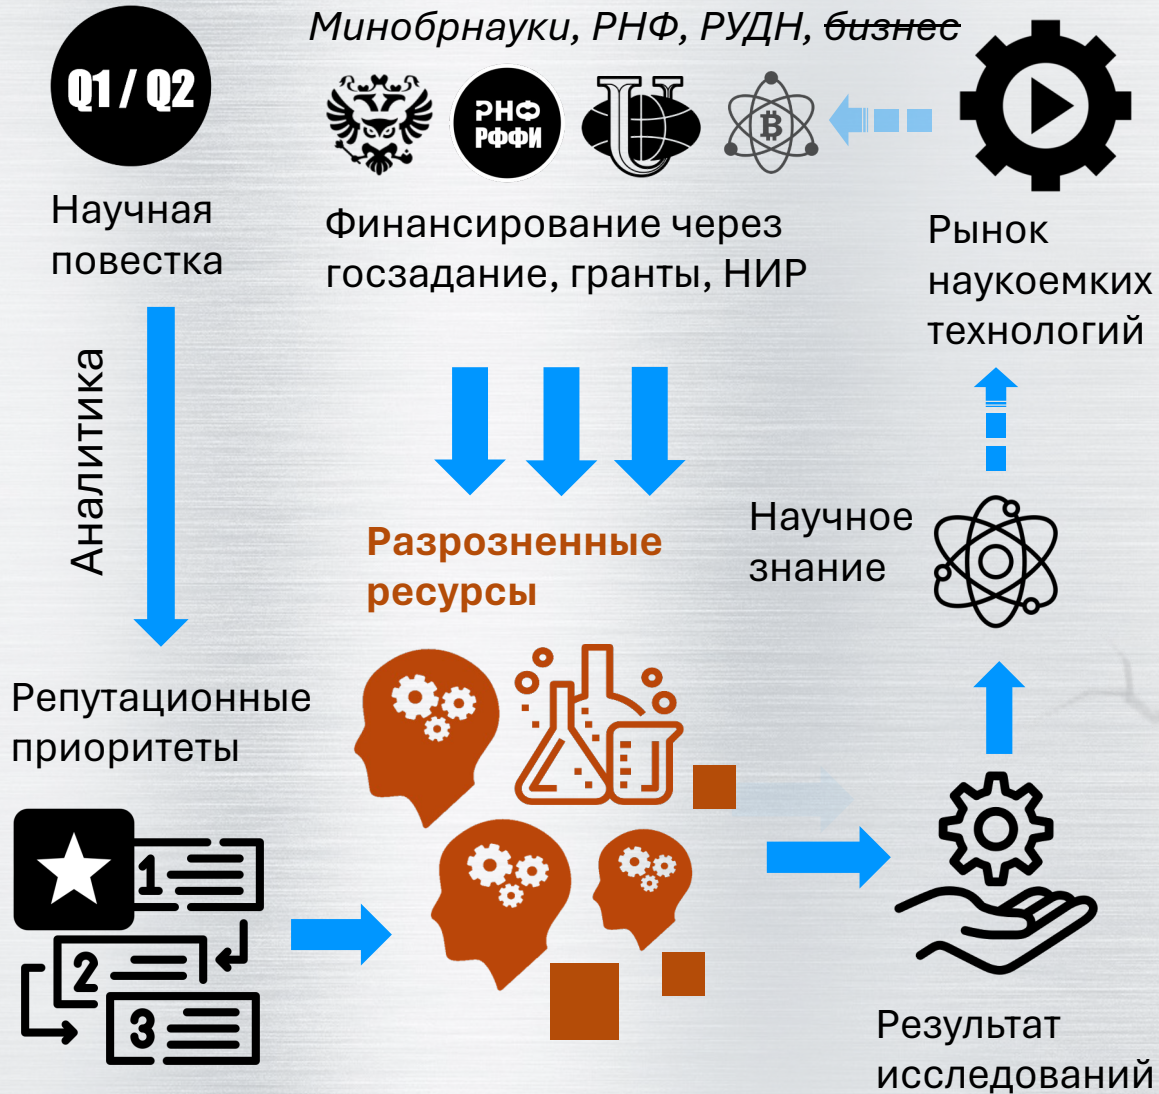 Минобрнауки, РНФ, РУДН, бизнес
Q1 / Q2
РНФ
РФФИ
Научная
повестка
Финансирование через
госзадание, гранты, НИР
Рынок
наукоемких
технологий
Аналитика
Разрозненные
ресурсы
Научное
знание
Репутационные
приоритеты
1
2
3
Результат
исследований